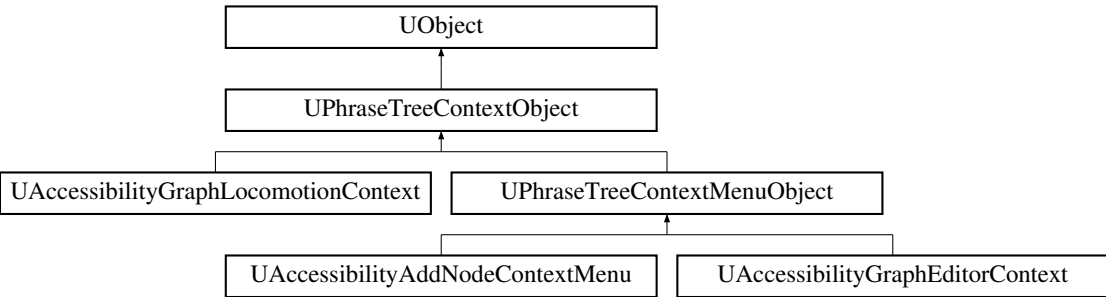 UObject
UPhraseTreeContextObject
UAccessibilityGraphLocomotionContext
UPhraseTreeContextMenuObject
UAccessibilityAddNodeContextMenu
UAccessibilityGraphEditorContext